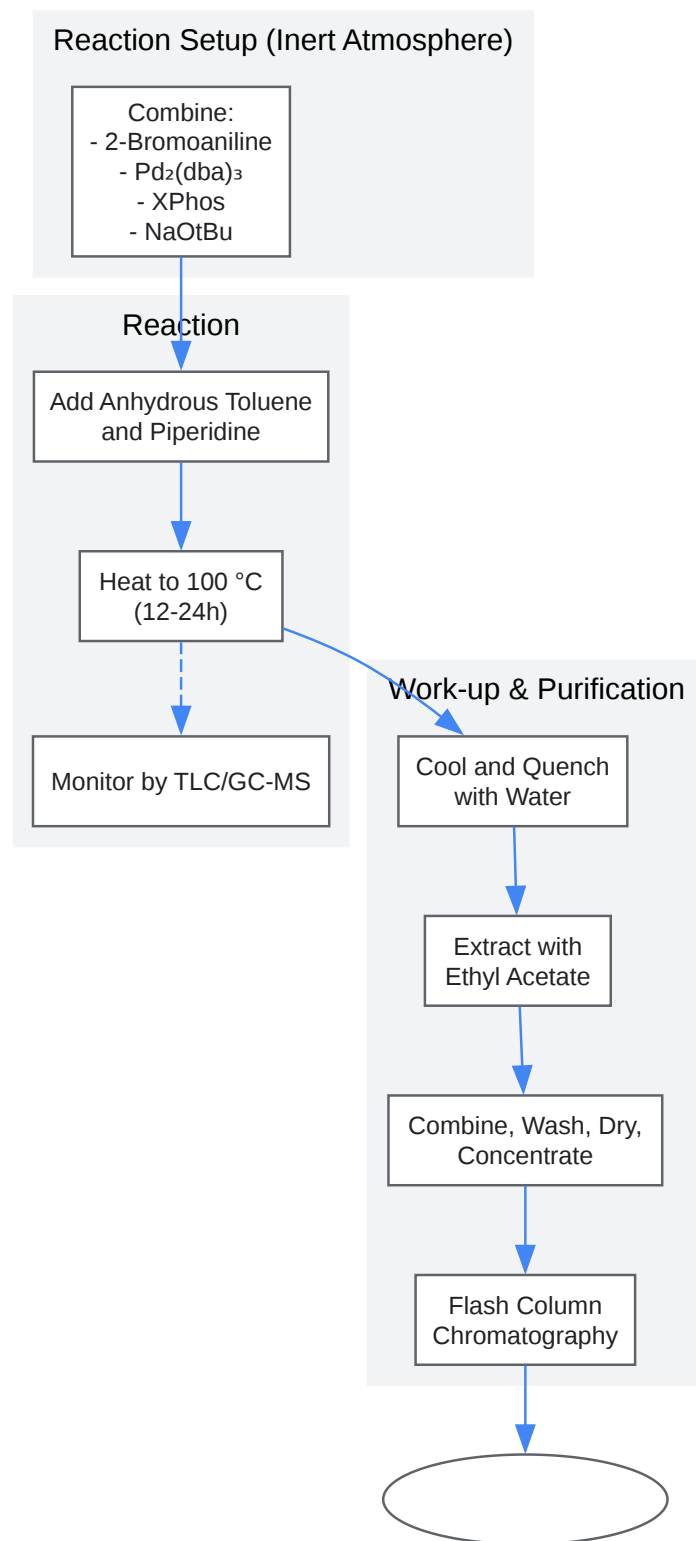 Reaction Setup (Inert Atmosphere)
Combine:
- 2-Bromoaniline
- Pd₂(dba)₃
- XPhos
- NaOtBu
Reaction
Add Anhydrous Toluene
and Piperidine
Heat to 100 °C
(12-24h)
Monitor by TLC/GC-MS
Work-up & Purification
Cool and Quench
with Water
Extract with
Ethyl Acetate
Combine, Wash, Dry,
Concentrate
Flash Column
Chromatography